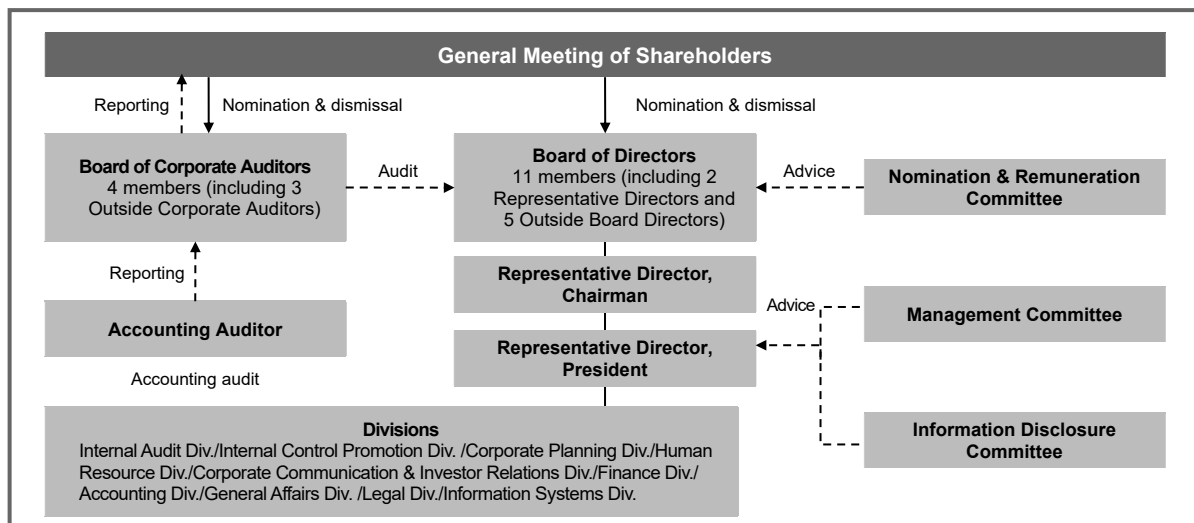 General Meeting of Shareholders
Reporting
Nomination & dismissal
Nomination & dismissal
Board of Corporate Auditors
4 members (including 3
Outside Corporate Auditors)
Audit
Board of Directors
11 members (including 2
Representative Directors and
5 Outside Board Directors)
Advice
Nomination & Remuneration
Committee
Reporting
Representative Director,
Chairman
Accounting Auditor
Advice
Management Committee
Representative Director,
President
Accounting audit
Divisions
Internal Audit Div./Internal Control Promotion Div. /Corporate Planning Div./Human
Resource Div./Corporate Communication & Investor Relations Div./Finance Div./
Accounting Div./General Affairs Div. /Legal Div./Information Systems Div.
Information Disclosure
Committee